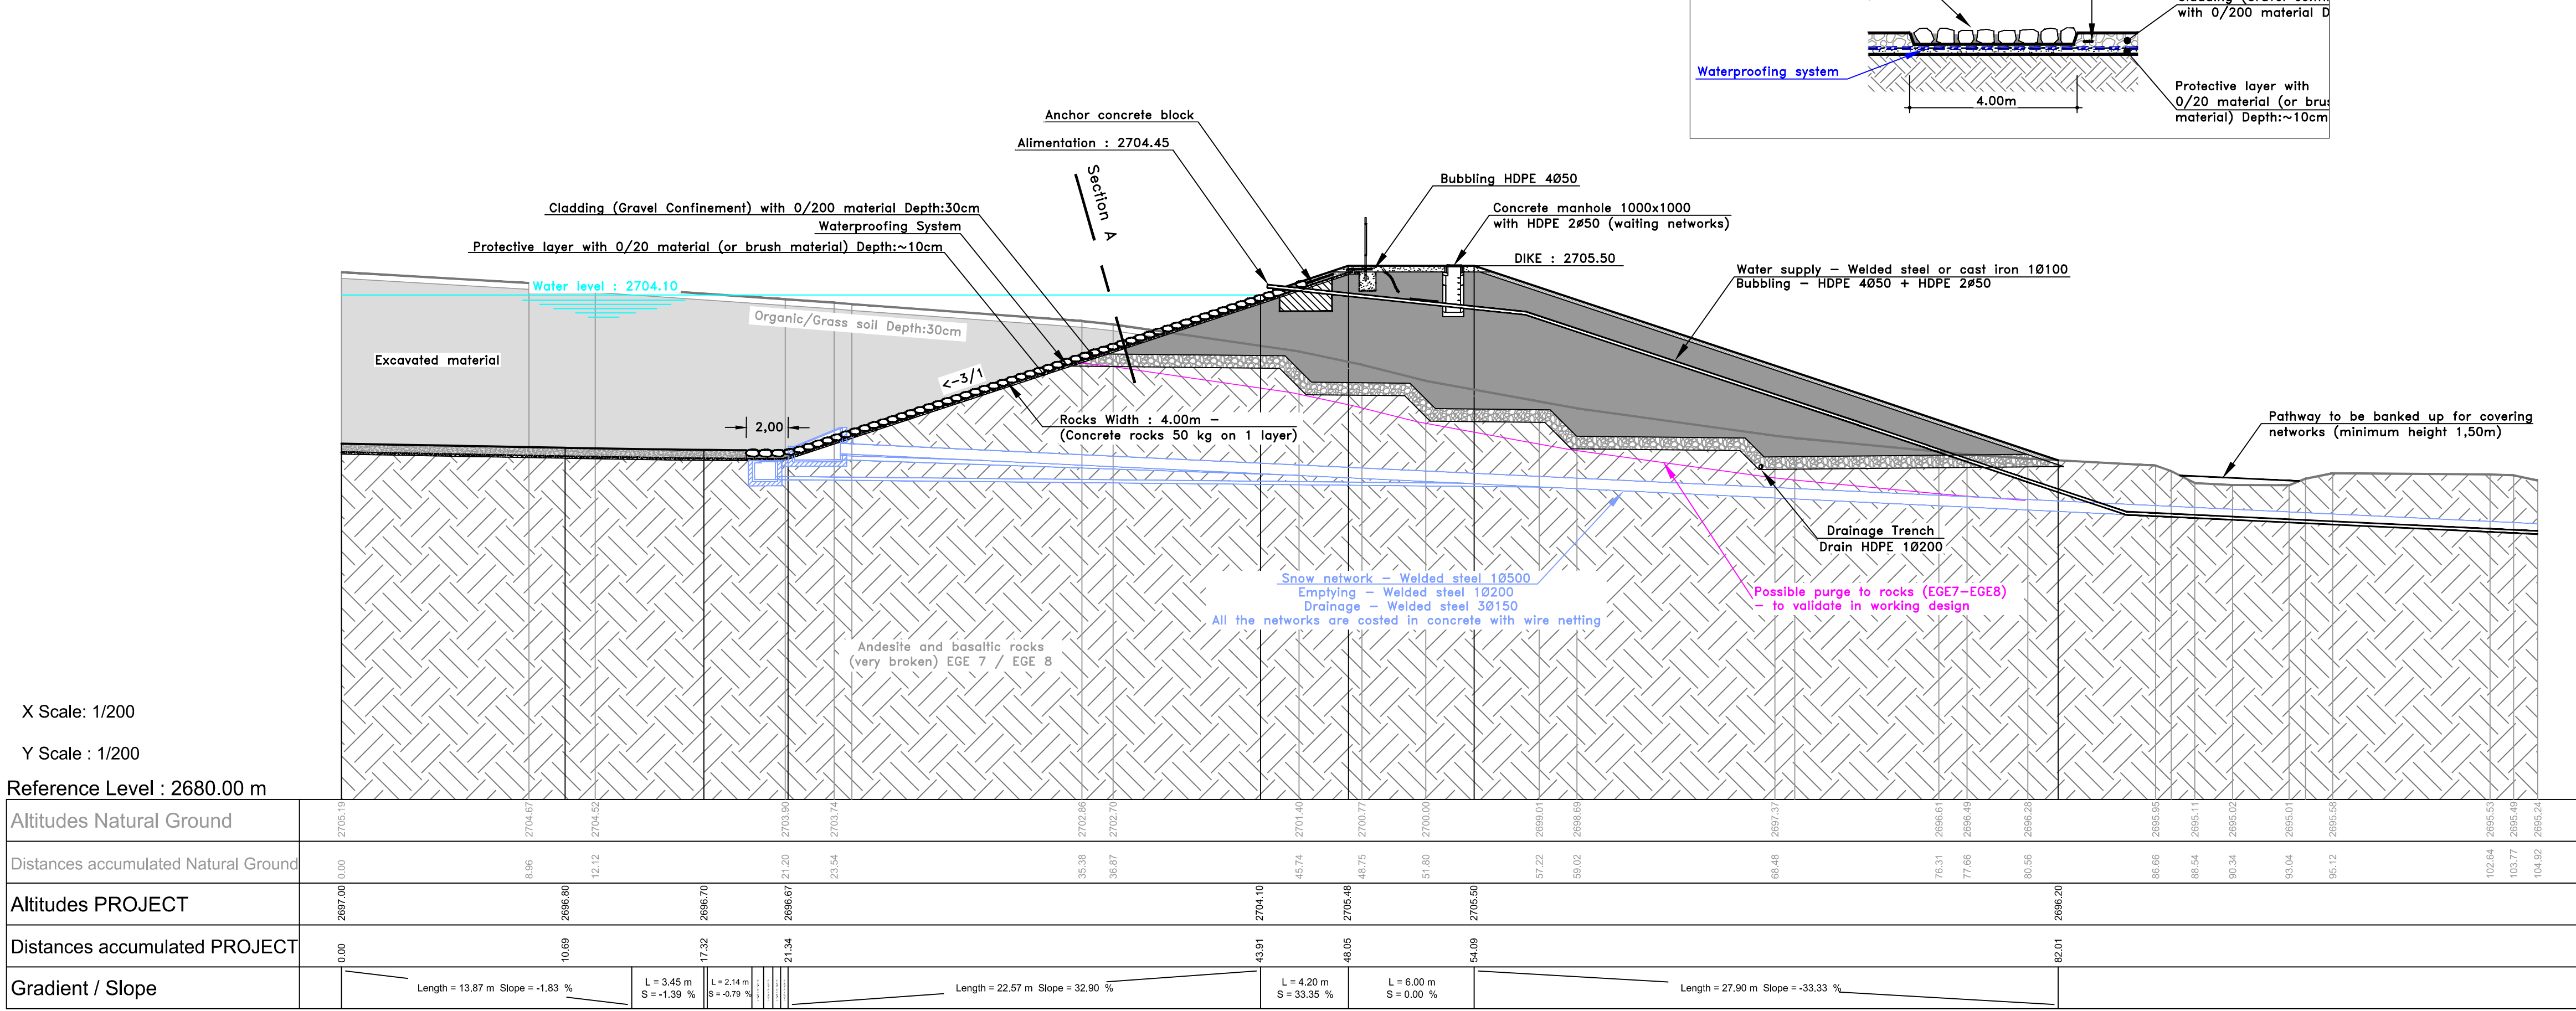 with 0/200 material D
Waterproofing system
4.00m
Protective layer with
0/20 material (or brus
material) Depth:~10cm
Anchor concrete block
Alimentation : 2704.45
Section A
Bubbling HDPE 4Ø50
Cladding (Gravel Confinement) with 0/200 material Depth:30cm
Concrete manhole 1000x1000
with HDPE 2ø50 (waiting networks)
Waterproofing System
Protective layer with 0/20 material (or brush material) Depth:~10cm
DIKE : 2705.50
Water supply – Welded steel or cast iron 1Ø100
Bubbling – HDPE 4Ø50 + HDPE 2ø50
Water level : 2704.10
Organic/Grass soil Depth:30cm
Excavated material
<-3/1
2,00
Rocks Width : 4.00m –
(Concrete rocks 50 kg on 1 layer)
Pathway to be banked up for covering
networks (minimum height 1,50m)
Drainage Trench
Drain HDPE 1Ø200
Snow network – Welded steel 1Ø500
Emptying – Welded steel 1Ø200
Drainage – Welded steel 3Ø150
All the networks are costed in concrete with wire netting
Possible purge to rocks (EGE7-EGE8)
– to validate in working design
Andesite and basaltic rocks
(very broken) EGE 7 / EGE 8
X Scale: 1/200
Y Scale : 1/200
Reference Level : 2680.00 m
Altitudes Natural Ground 2705.19 2704.67 2704.52 2703.90 2703.74 2702.86 2702.70 2701.40 2700.77 2700.00 2699.01 2698.69 2697.37 2696.61 2696.49 2696.28 2695.95 2695.11 2695.02 2695.01 2695.58 2695.53 2695.49 2695.24
Distances accumulated Natural Ground 0.00 8.96 12.12 21.20 23.54 35.38 36.87 45.74 48.75 51.80 57.22 59.02 68.48 76.31 77.66 80.56 86.66 88.54 90.34 93.04 95.12 102.64 103.77 104.92
Altitudes PROJECT 2697.00 2696.80 2696.70 2696.67 2704.10 2705.48 2705.50 2696.20
Distances accumulated PROJECT 0.00 10.69 17.32 21.34 43.91 48.05 54.09 82.01
Gradient / Slope
Length = 13.87 m Slope = -1.83 %
L = 3.45 m
S = -1.39 %
L = 2.14 m
S = -0.79 %
Length = 22.57 m Slope = 32.90 %
L = 4.20 m
S = 33.35 %
L = 6.00 m
S = 0.00 %
Length = 27.90 m Slope = -33.33 %